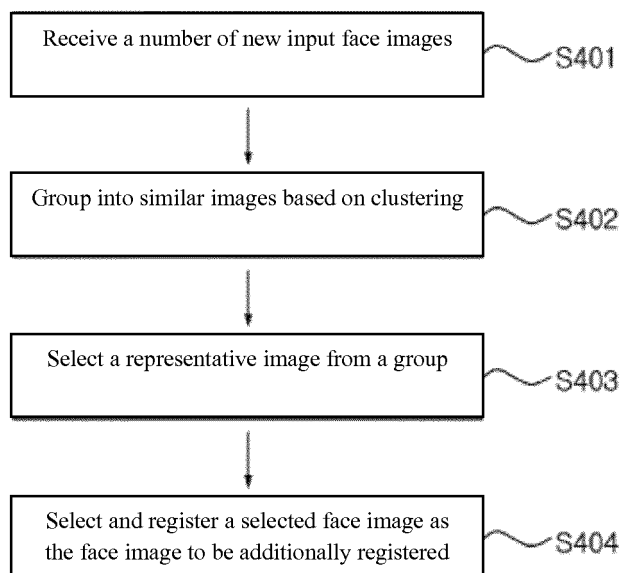 Receive a number of new input face images
S401
Group into similar images based on clustering
S402
Select a representative image from a group
S403
Select and register a selected face image as
the face image to be additionally registered
S404